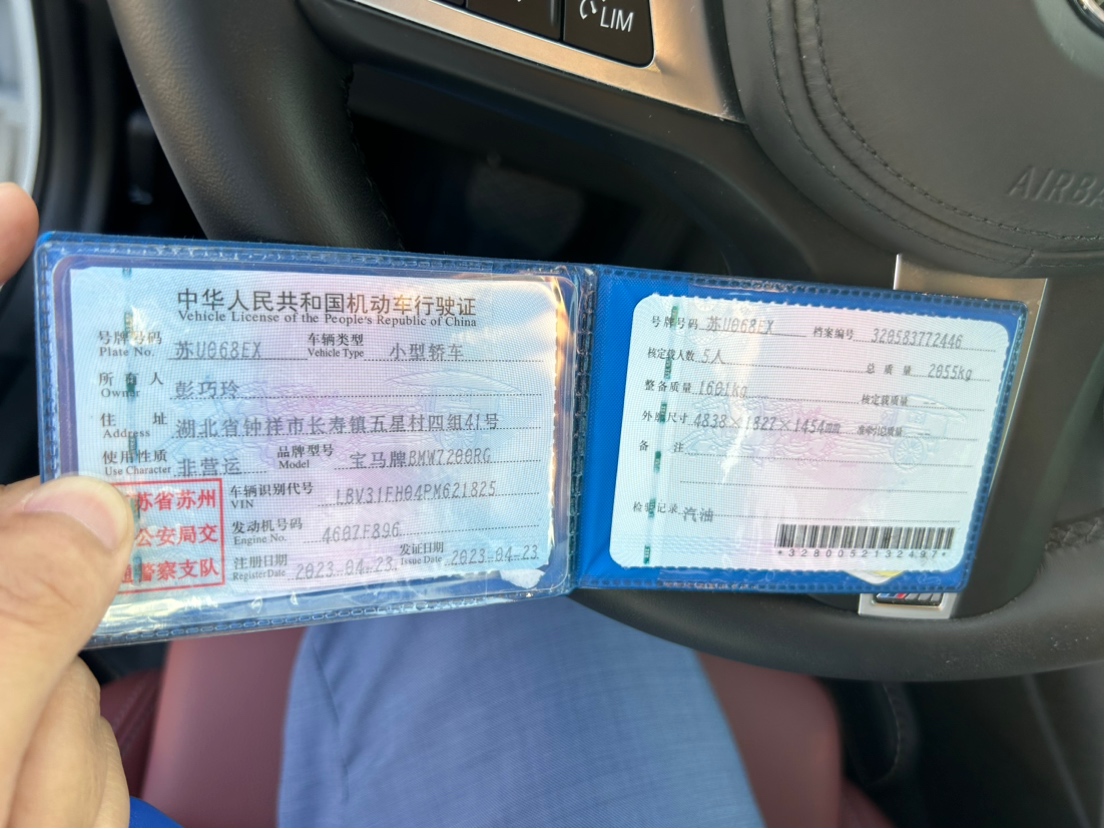 LIM
AIRBA
中华人民共和国机动车行驶证
Vehicle License of the People's Republic of China
号牌号码 苏U068EX 车辆类型 小型轿车
Plate No. Vehicle Type
所有人 彭巧玲
Owner
住址 湖北省钟祥市长寿镇五星村四组41号
Address
使用性质 非营运 品牌型号 宝马牌BMW7200RG
Use Character Model
苏省苏州
公安局交
警察支队
车辆识别代号 LBV31FH04PM621825
VIN
发动机号码 4607F896
Engine No.
注册日期 2023-04-23 发证日期 2023-04-23
Register Date Issue Date
号牌号码 苏U068EX 档案编号 320583772446
核定载人数 5人 总质量 2055kg
整备质量 1601kg 核定载质量
外廓尺寸 4838×1827×1454mm
备注
检验记录 汽油
*3280052132497*